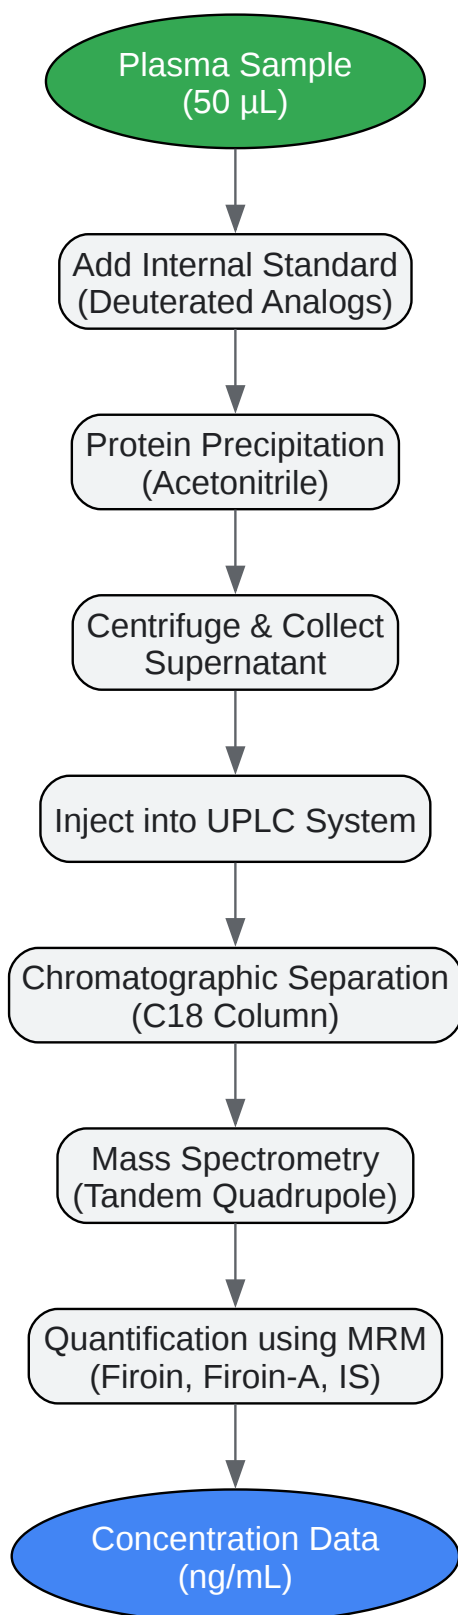 Plasma Sample
(50 µL)
Add Internal Standard
(Deuterated Analogs)
Protein Precipitation
(Acetonitrile)
Centrifuge & Collect
Supernatant
Inject into UPLC System
Chromatographic Separation
(C18 Column)
Mass Spectrometry
(Tandem Quadrupole)
Quantification using MRM
(Firoin, Firoin-A, IS)
Concentration Data
(ng/mL)